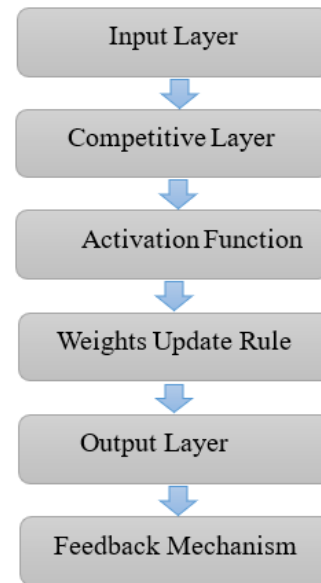 Input Layer
Competitive Layer
Activation Function
Weights Update Rule
Output Layer
Feedback Mechanism